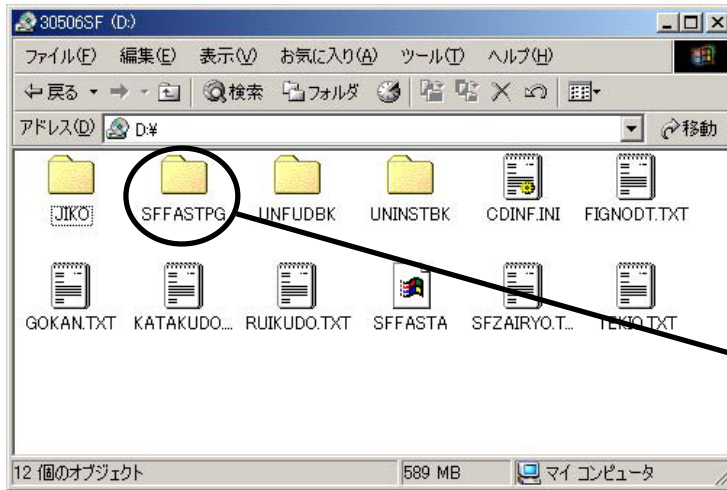 30506SF (D:)
ファイル(F) 編集(E) 表示(V) お気に入り(A) ツール(T) ヘルプ(H)
戻る 検索 フォルダ
アドレス(D) D:¥ 移動
JIKO SFFASTPG UNFUDBK UNINSTBK CDINF.INI FIGNODT.TXT
GOKAN.TXT KATAKUDO... RUIKUDO.TXT SFFASTA SFZAIRYO.T... TEKIO.TXT
12 個のオブジェクト 589 MB マイ コンピュータ